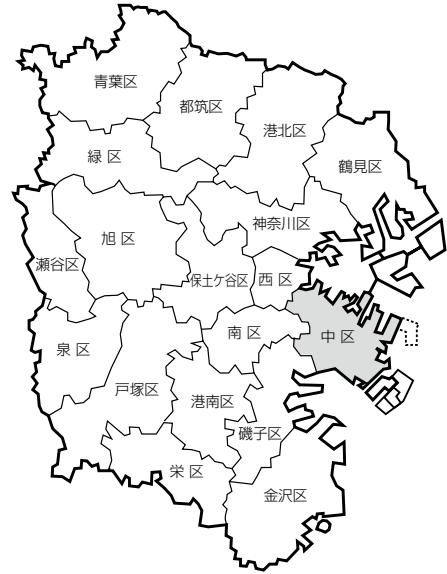 青葉区
都筑区
港北区
緑 区
鶴見区
神奈川区
旭 区
瀬谷区
保土ケ谷区
西 区
南 区
中 区
泉 区
戸塚区
港南区
磯子区
栄 区
金沢区